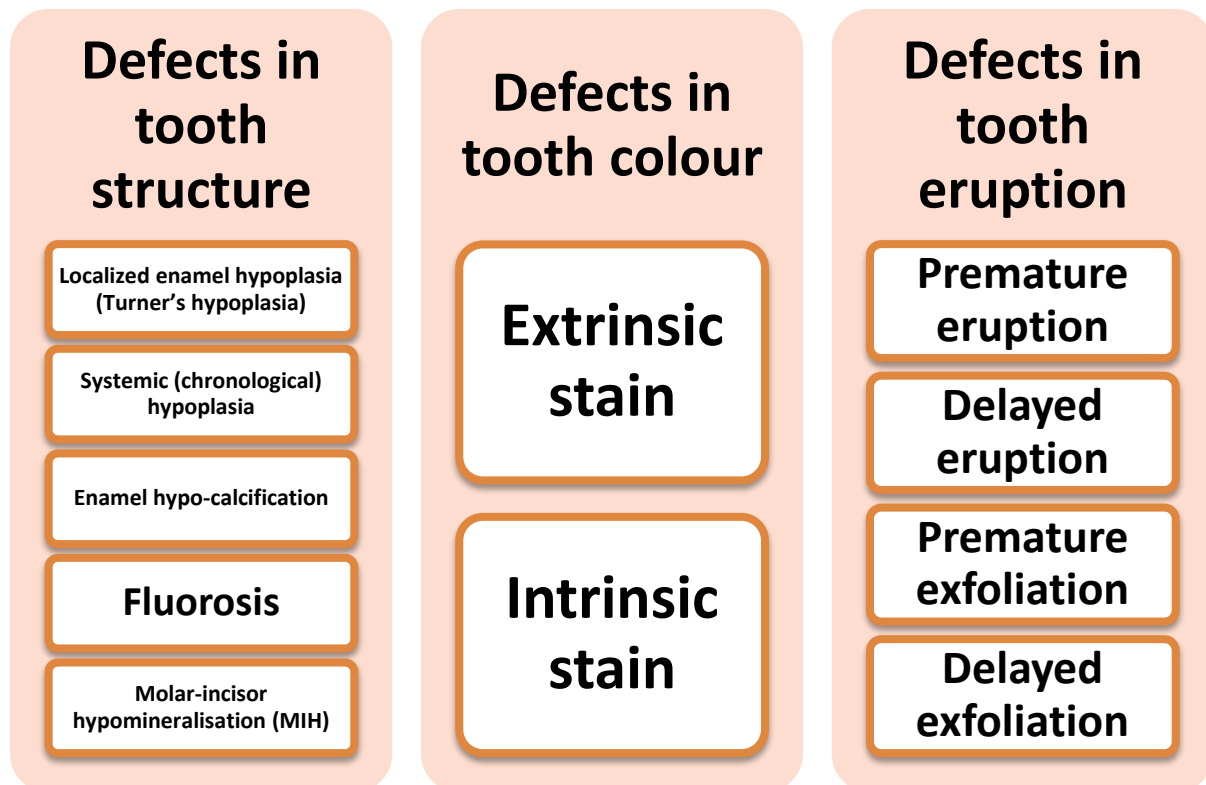 Defects in
tooth
structure
Localized enamel hypoplasia
(Turner’s hypoplasia)
Systemic (chronological)
hypoplasia
Enamel hypo-calcification
Fluorosis
Molar-incisor
hypomineralisation (MIH)
Defects in
tooth colour
Extrinsic
stain
Intrinsic
stain
Defects in
tooth
eruption
Premature
eruption
Delayed
eruption
Premature
exfoliation
Delayed
exfoliation